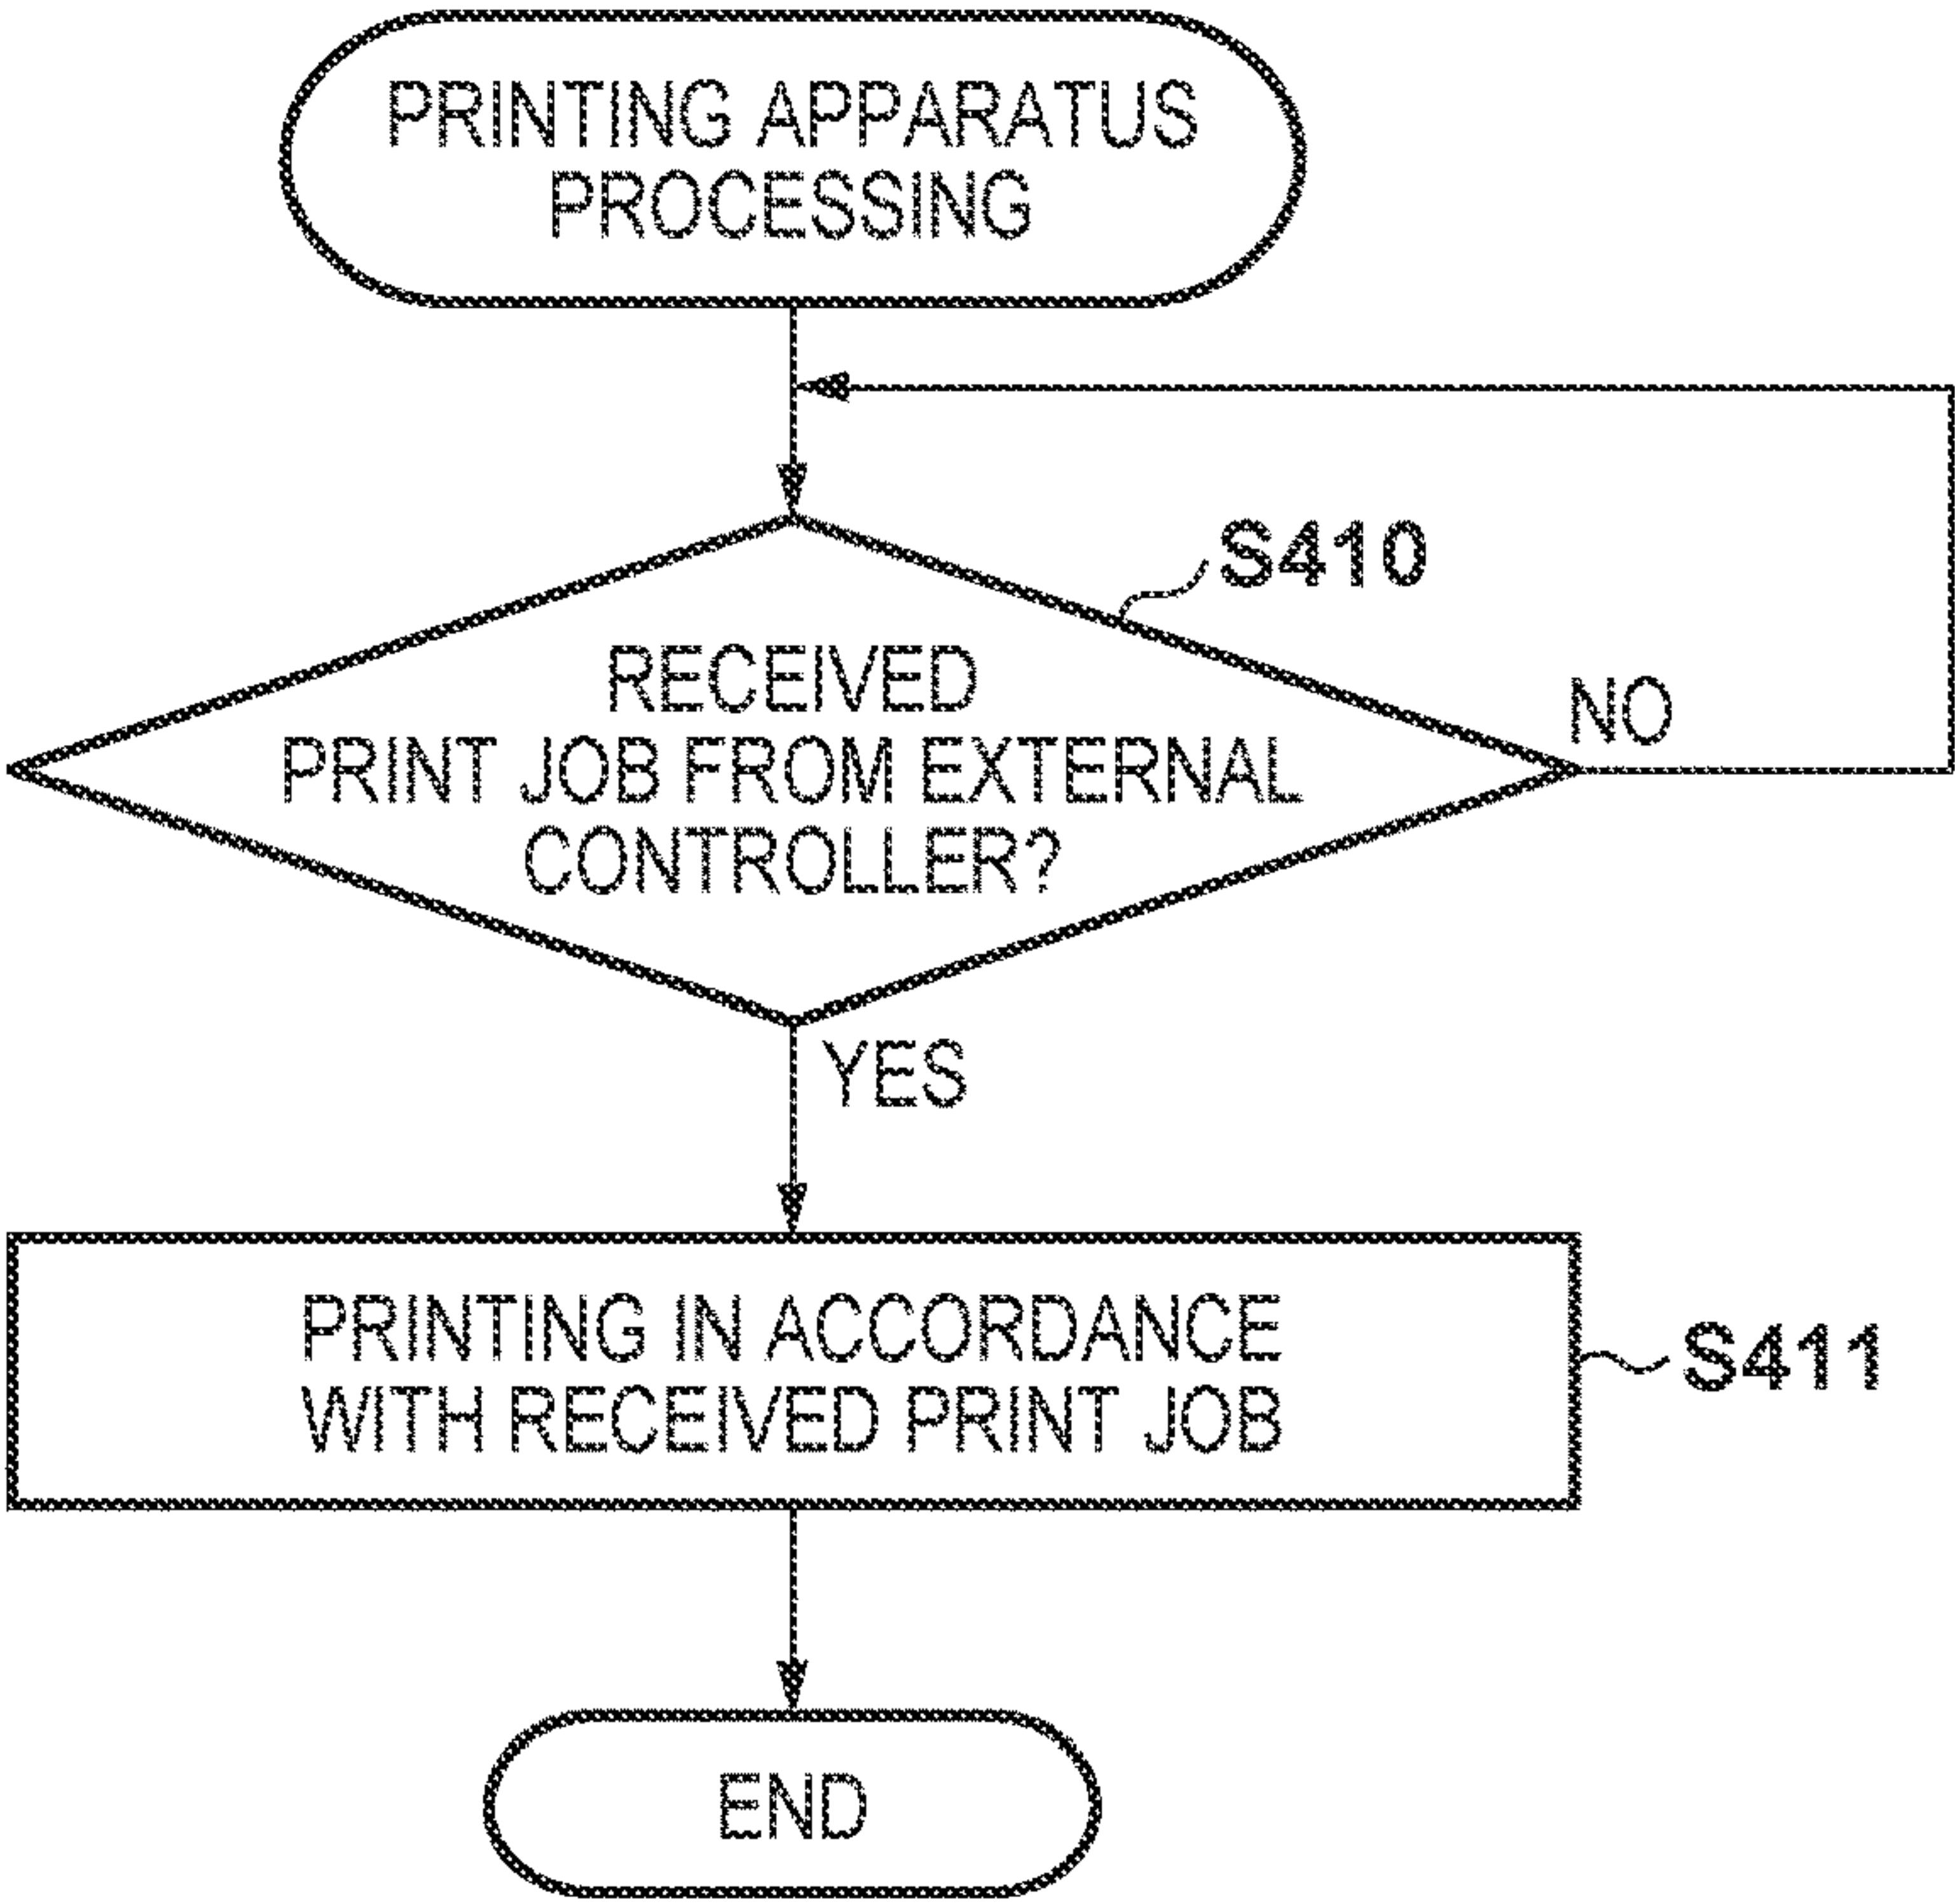 PRINTING APPARATUS
PROCESSING
S410
RECEIVED
PRINT JOB FROM EXTERNAL
CONTROLLER?
NO
YES
PRINTING IN ACCORDANCE
WITH RECEIVED PRINT JOB
S411
END